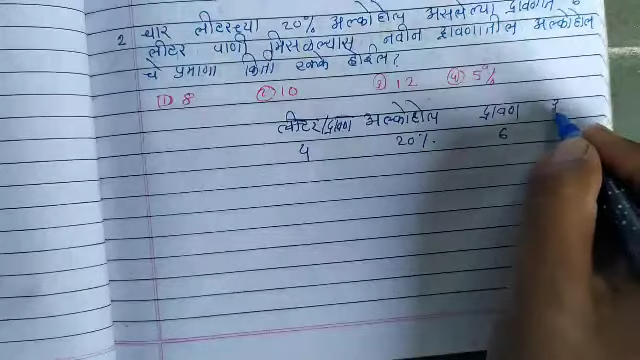 2 चार लीटरच्या 20% अल्कोहोल असलेल्या द्रावणात 6
लीटर पाणी मिसळल्यास नवीन द्रावणातील अल्कोहोल
चे प्रमाण किती टक्के होईल?
(1) 8 (2) 10 (3) 12 (4) 5%
लीटर/द्रावण अल्कोहोल द्रावण
4 20% 6